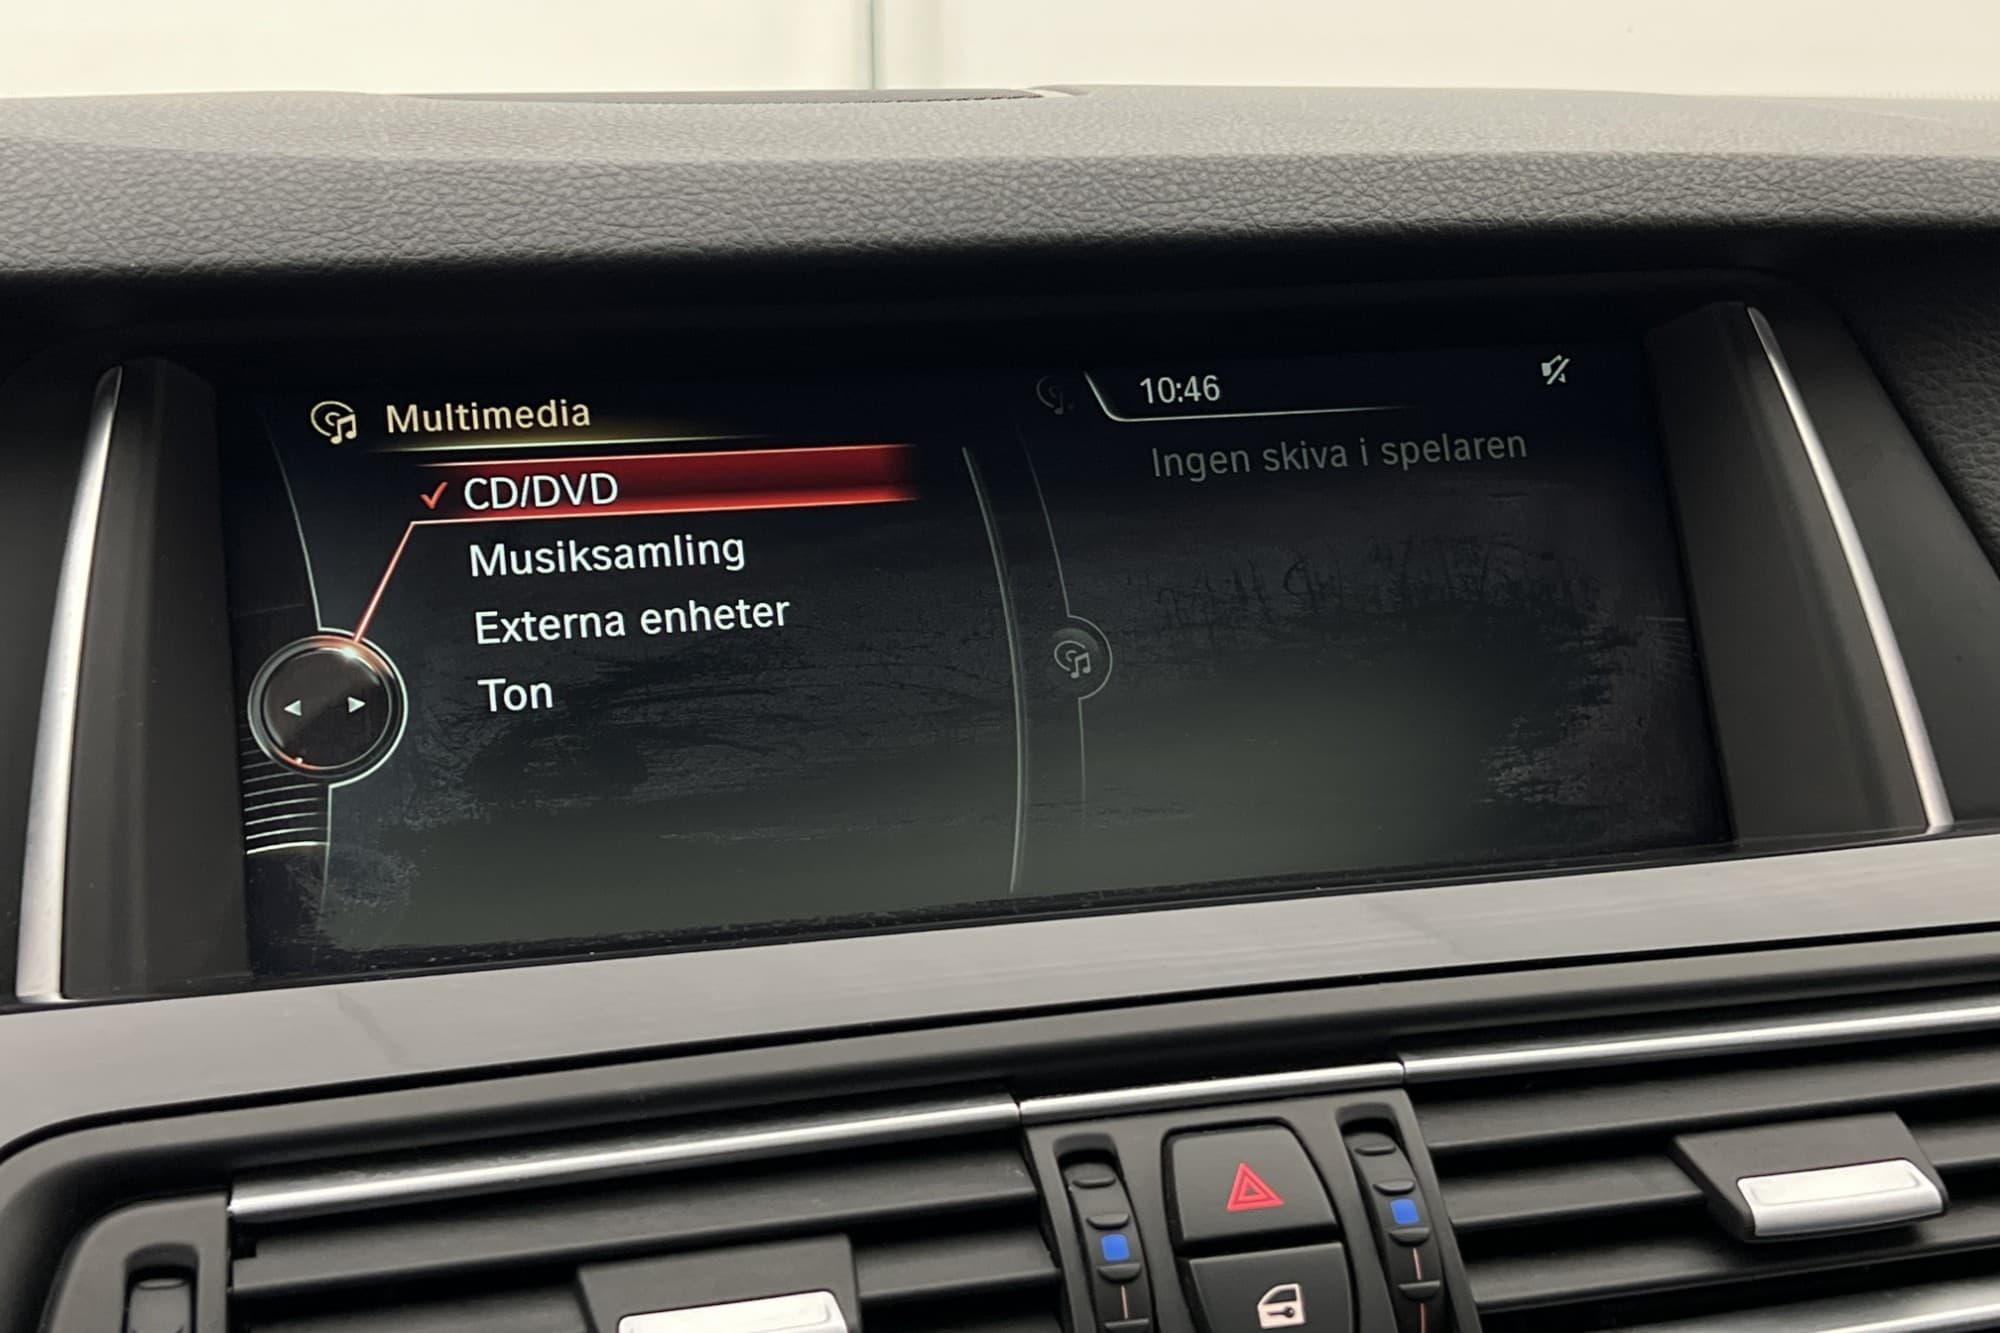 Multimedia
CD/DVD
Musiksamling
Externa enheter
Ton
10:46
Ingen skiva i spelaren